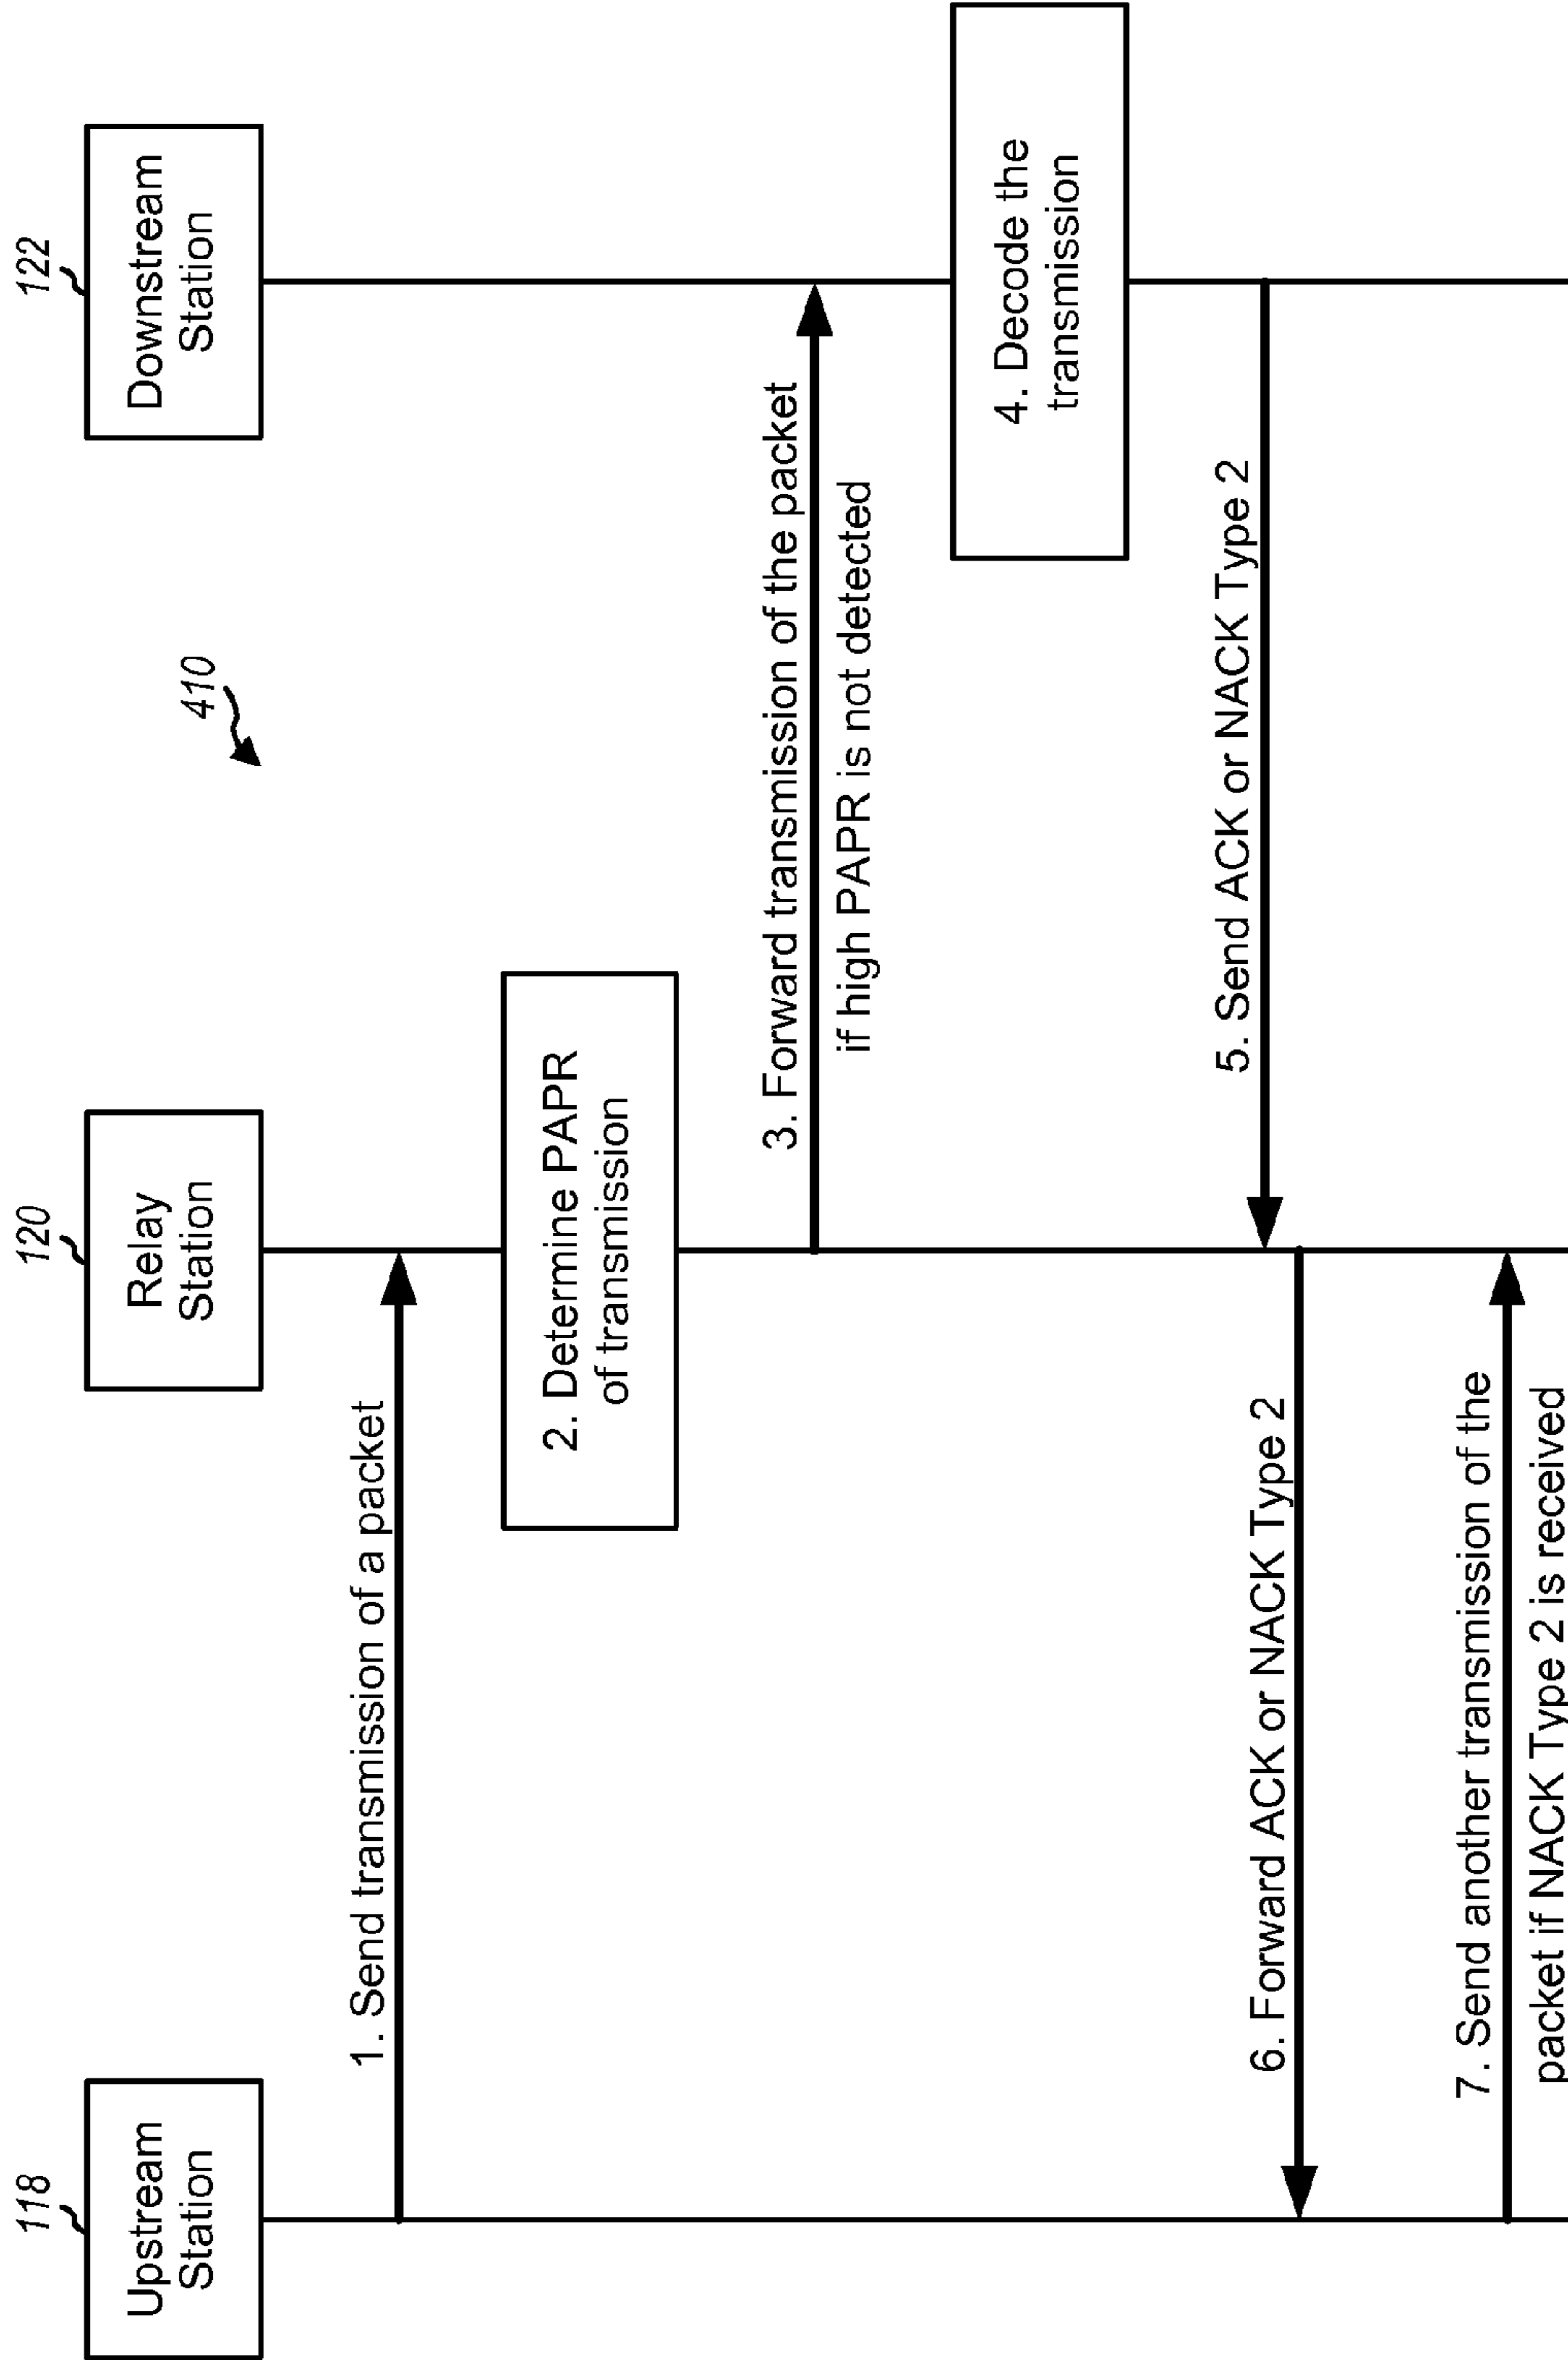 118
Upstream
Station
120
Relay
Station
122
Downstream
Station
410
1. Send transmission of a packet
2. Determine PAPR
of transmission
3. Forward transmission of the packet
if high PAPR is not detected
4. Decode the
transmission
5. Send ACK or NACK Type 2
6. Forward ACK or NACK Type 2
7. Send another transmission of the
packet if NACK Type 2 is received